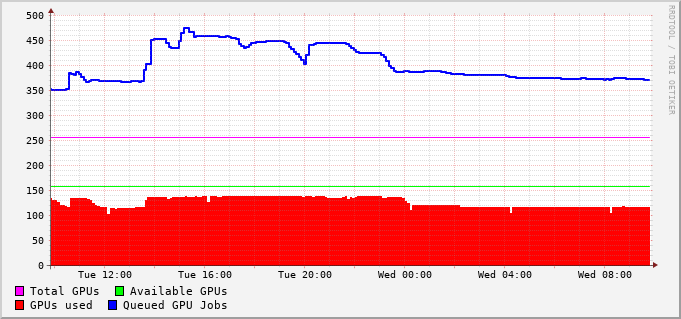 500
450
400
350
300
250
200
150
100
50
0
Tue 12:00 Tue 16:00 Tue 20:00 Wed 00:00 Wed 04:00 Wed 08:00
Total GPUs Available GPUs
GPUs used Queued GPU Jobs
RRDTOOL / TOBI OETIKER